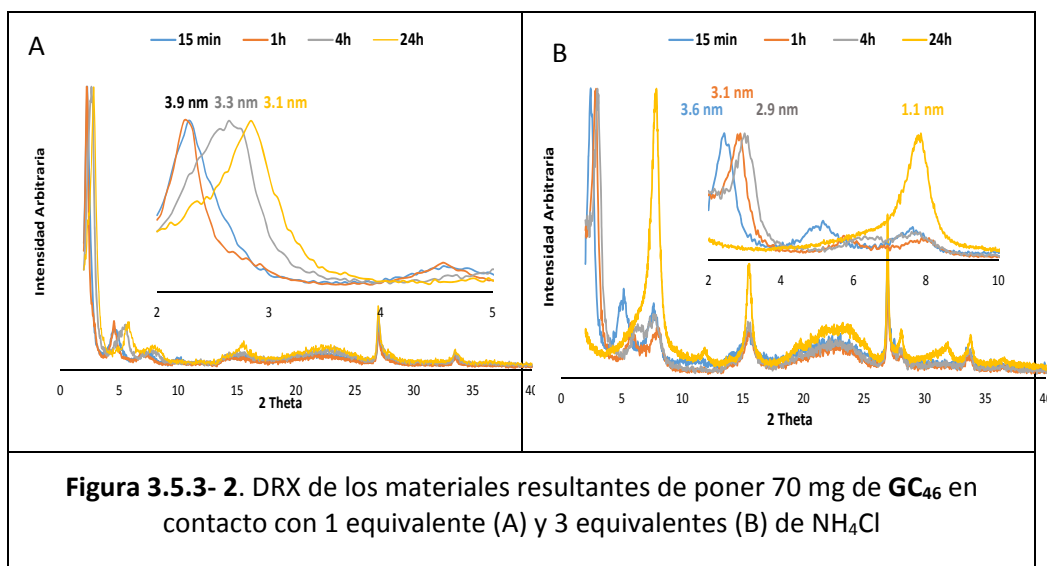 A
15 min 1h 4h 24h
3.9 nm 3.3 nm 3.1 nm
Intensidad Arbitraria
2 3 4 5
0 5 10 15 20 25 30 35 40
2 Theta
B
15 min 1h 4h 24h
3.1 nm
3.6 nm 2.9 nm 1.1 nm
Intensidad Arbitraria
2 4 6 8 10
0 5 10 15 20 25 30 35 40
2 Theta
Figura 3.5.3- 2. DRX de los materiales resultantes de poner 70 mg de GC46 en
contacto con 1 equivalente (A) y 3 equivalentes (B) de NH4Cl